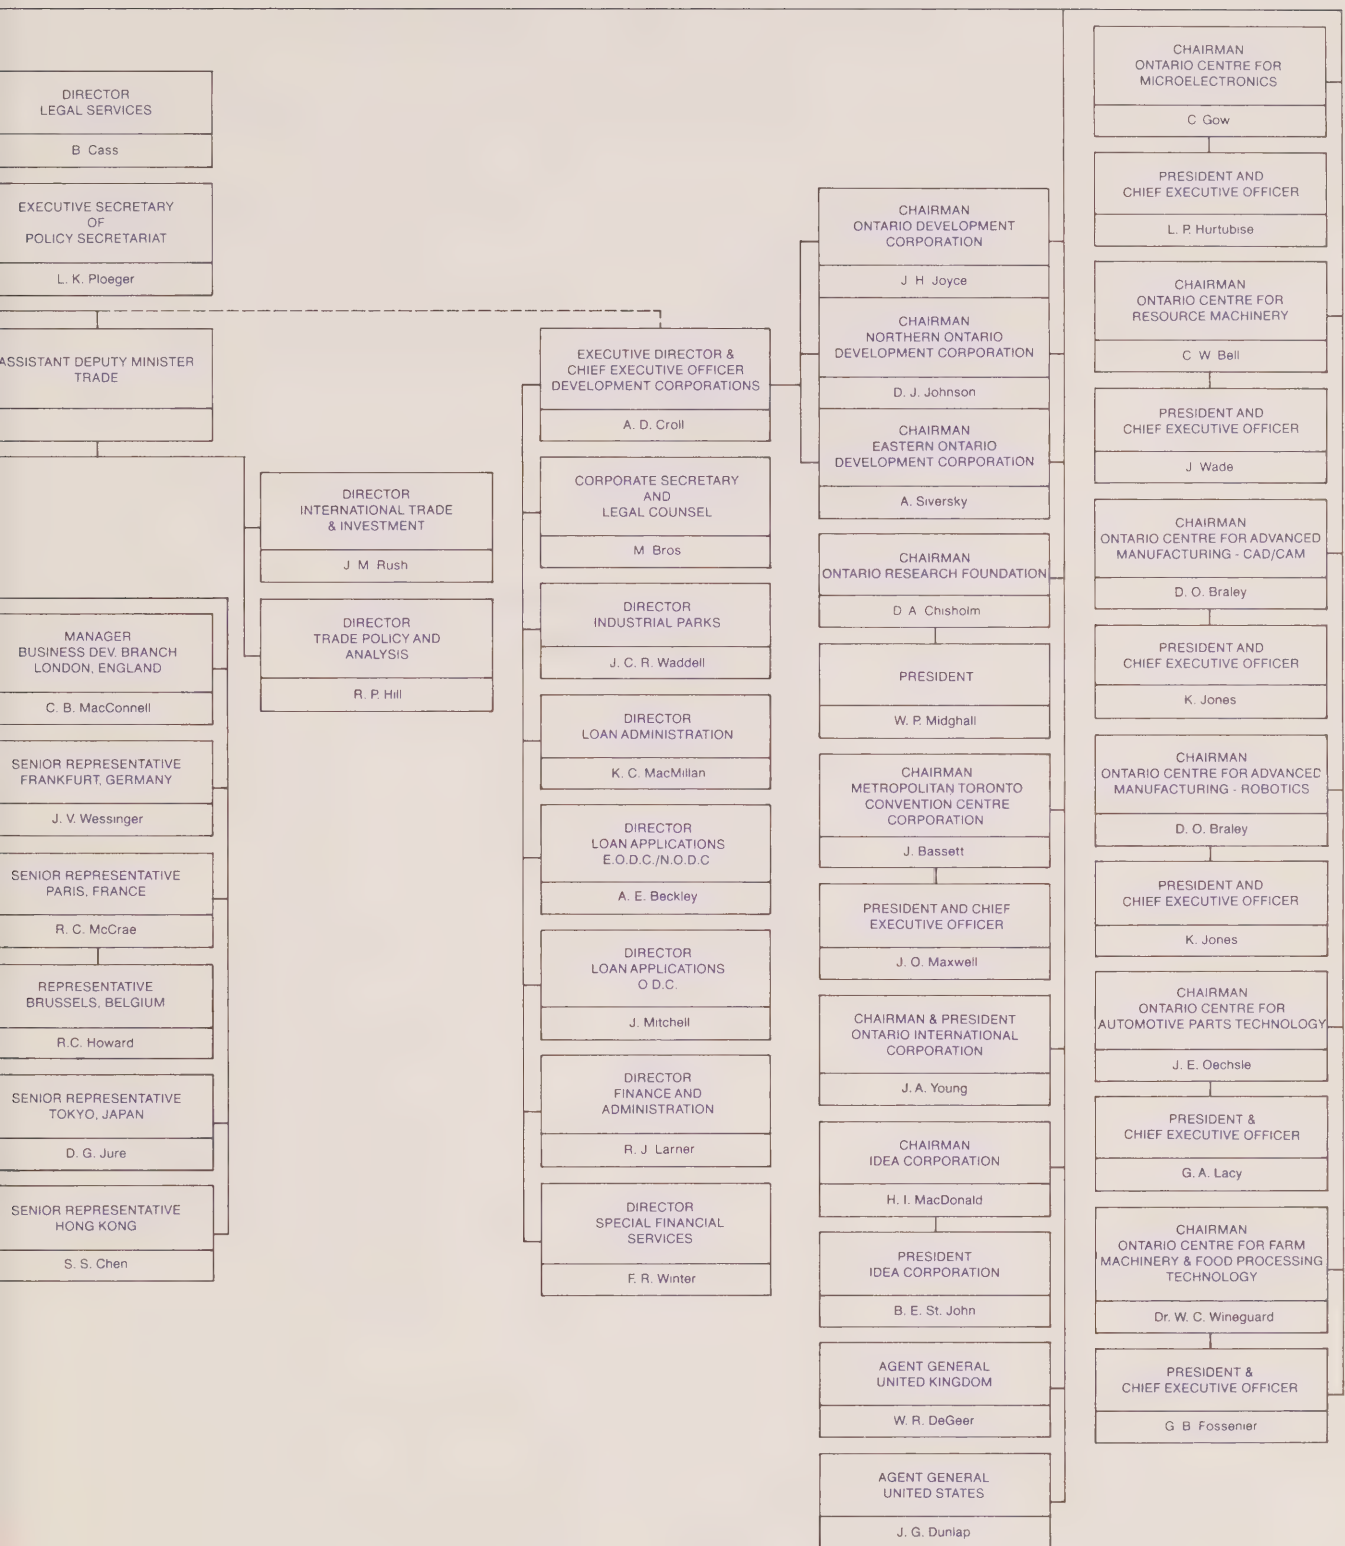 DIRECTOR
LEGAL SERVICES
B Cass
EXECUTIVE SECRETARY
OF
POLICY SECRETARIAT
L. K. Ploeger
ASSISTANT DEPUTY MINISTER
TRADE
DIRECTOR
INTERNATIONAL TRADE
& INVESTMENT
J M Rush
DIRECTOR
TRADE POLICY AND
ANALYSIS
R. P. Hill
MANAGER
BUSINESS DEV. BRANCH
LONDON, ENGLAND
C. B. MacConnell
SENIOR REPRESENTATIVE
FRANKFURT, GERMANY
J. V. Wessinger
SENIOR REPRESENTATIVE
PARIS, FRANCE
R. C. McCrae
REPRESENTATIVE
BRUSSELS, BELGIUM
R.C. Howard
SENIOR REPRESENTATIVE
TOKYO, JAPAN
D. G. Jure
SENIOR REPRESENTATIVE
HONG KONG
S. S. Chen
EXECUTIVE DIRECTOR &
CHIEF EXECUTIVE OFFICER
DEVELOPMENT CORPORATIONS
A. D. Croll
CORPORATE SECRETARY
AND
LEGAL COUNSEL
M Bros
DIRECTOR
INDUSTRIAL PARKS
J. C. R. Waddell
DIRECTOR
LOAN ADMINISTRATION
K. C. MacMillan
DIRECTOR
LOAN APPLICATIONS
E.O.D.C./N.O.D.C
A. E. Beckley
DIRECTOR
LOAN APPLICATIONS
O D.C.
J. Mitchell
DIRECTOR
FINANCE AND
ADMINISTRATION
R. J Larner
DIRECTOR
SPECIAL FINANCIAL
SERVICES
F. R. Winter
CHAIRMAN
ONTARIO DEVELOPMENT
CORPORATION
J H Joyce
CHAIRMAN
NORTHERN ONTARIO
DEVELOPMENT CORPORATION
D. J. Johnson
CHAIRMAN
EASTERN ONTARIO
DEVELOPMENT CORPORATION
A. Siversky
CHAIRMAN
ONTARIO RESEARCH FOUNDATION
D A Chisholm
PRESIDENT
W. P. Midghall
CHAIRMAN
METROPOLITAN TORONTO
CONVENTION CENTRE
CORPORATION
J. Bassett
PRESIDENT AND CHIEF
EXECUTIVE OFFICER
J. O. Maxwell
CHAIRMAN & PRESIDENT
ONTARIO INTERNATIONAL
CORPORATION
J. A. Young
CHAIRMAN
IDEA CORPORATION
H. I. MacDonald
PRESIDENT
IDEA CORPORATION
B. E. St. John
AGENT GENERAL
UNITED KINGDOM
W. R. DeGeer
AGENT GENERAL
UNITED STATES
J. G. Dunlap
CHAIRMAN
ONTARIO CENTRE FOR
MICROELECTRONICS
C Gow
PRESIDENT AND
CHIEF EXECUTIVE OFFICER
L. P. Hurtubise
CHAIRMAN
ONTARIO CENTRE FOR
RESOURCE MACHINERY
C W Bell
PRESIDENT AND
CHIEF EXECUTIVE OFFICER
J Wade
CHAIRMAN
ONTARIO CENTRE FOR ADVANCED
MANUFACTURING - CAD/CAM
D. O. Braley
PRESIDENT AND
CHIEF EXECUTIVE OFFICER
K. Jones
CHAIRMAN
ONTARIO CENTRE FOR ADVANCED
MANUFACTURING - ROBOTICS
D. O. Braley
PRESIDENT AND
CHIEF EXECUTIVE OFFICER
K. Jones
CHAIRMAN
ONTARIO CENTRE FOR
AUTOMOTIVE PARTS TECHNOLOGY
J. E. Oechsle
PRESIDENT &
CHIEF EXECUTIVE OFFICER
G. A. Lacy
CHAIRMAN
ONTARIO CENTRE FOR FARM
MACHINERY & FOOD PROCESSING
TECHNOLOGY
Dr. W. C. Wineguard
PRESIDENT &
CHIEF EXECUTIVE OFFICER
G B Fossenier